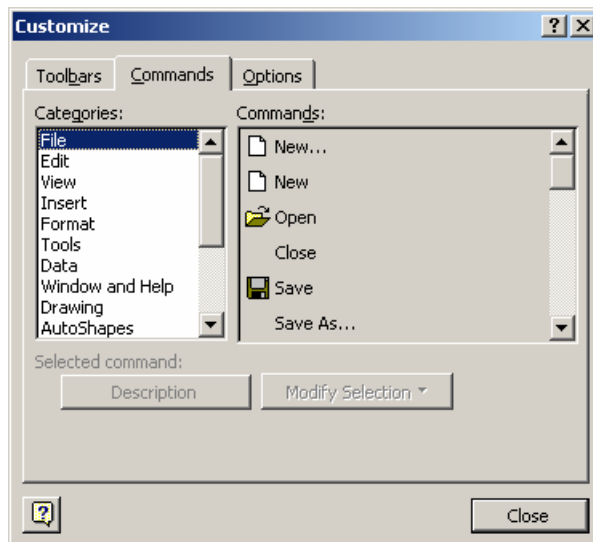 Customize
Toolbars
Commands
Options
Categories:
File
Edit
View
Insert
Format
Tools
Data
Window and Help
Drawing
AutoShapes
Commands:
New...
New
Open
Close
Save
Save As...
Selected command:
Description
Modify Selection
Close